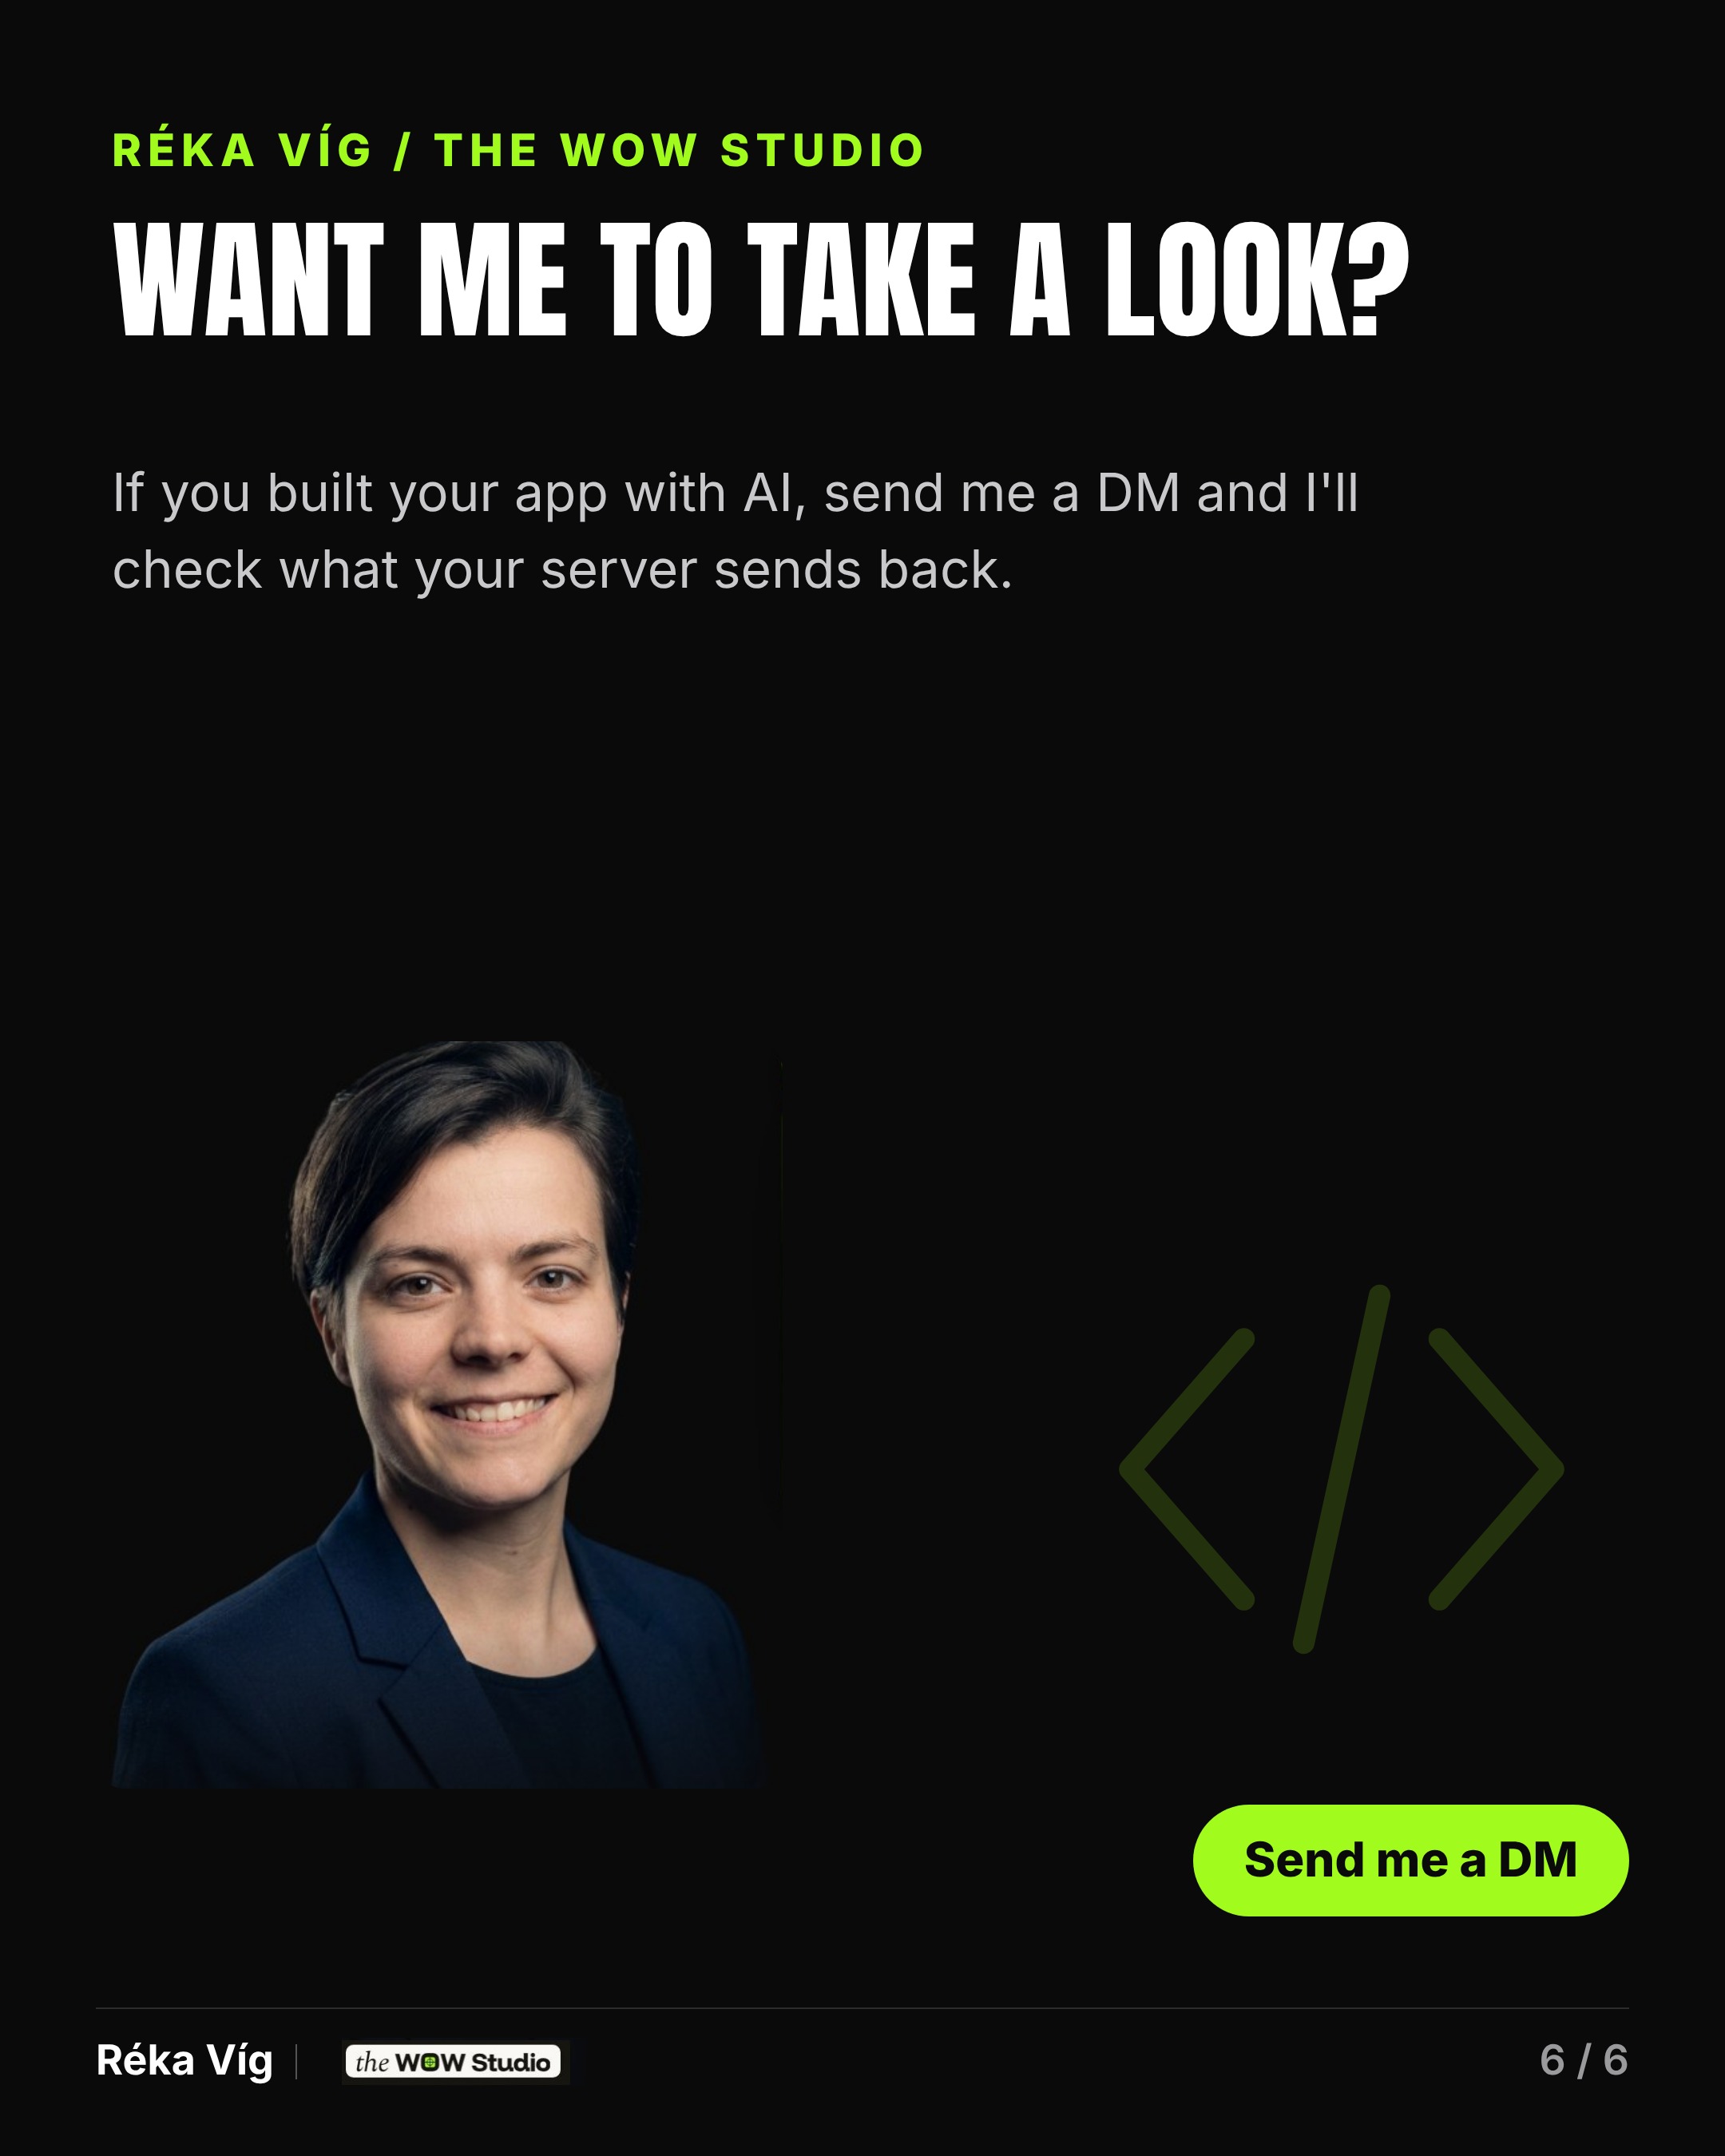 RÉKA VÍG / THE WOW STUDIO
WANT ME TO TAKE A LOOK?
If you built your app with AI, send me a DM and I'll
check what your server sends back.
</>
Send me a DM
Réka Víg
the WOW Studio
6 / 6